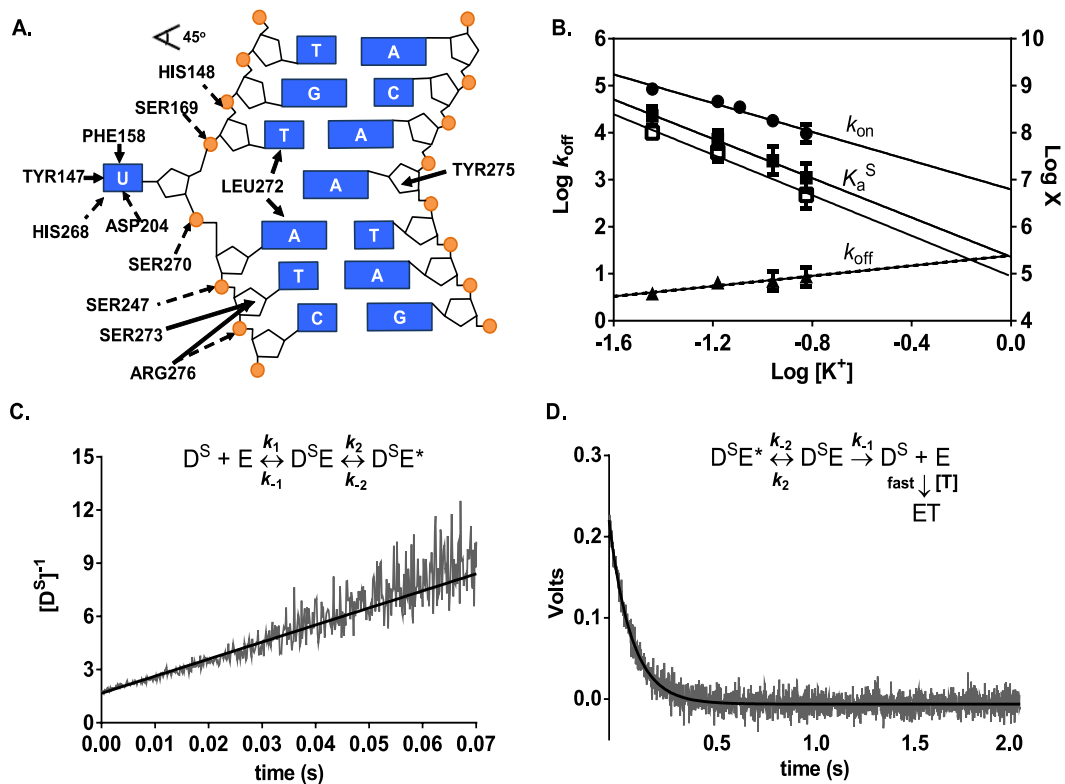 A.
45°
T A
HIS148
G C
SER169
T A
PHE158
TYR147 U
LEU272
A
TYR275
HIS268
ASP204
SER270
A T
SER247
T A
SER273
C G
ARG276
B.
6
5
4
3
2
1
0
Log koff
10
9
8
7
6
5
4
Log X
kon
KaS
koff
-1.6 -1.2 -0.8 -0.4 0.0
Log [K+]
C.
DS + E ↔ DSE ↔ DSE*
k1 k2
k-1 k-2
15
12
9
6
3
0
[DS]-1
0.00 0.01 0.02 0.03 0.04 0.05 0.06 0.07
time (s)
D.
k-2 k-1
DSE* ↔ DSE → DS + E
k2 fast ↓ [T]
ET
0.3
0.2
0.1
0.0
Volts
0.5 1.0 1.5 2.0
time (s)